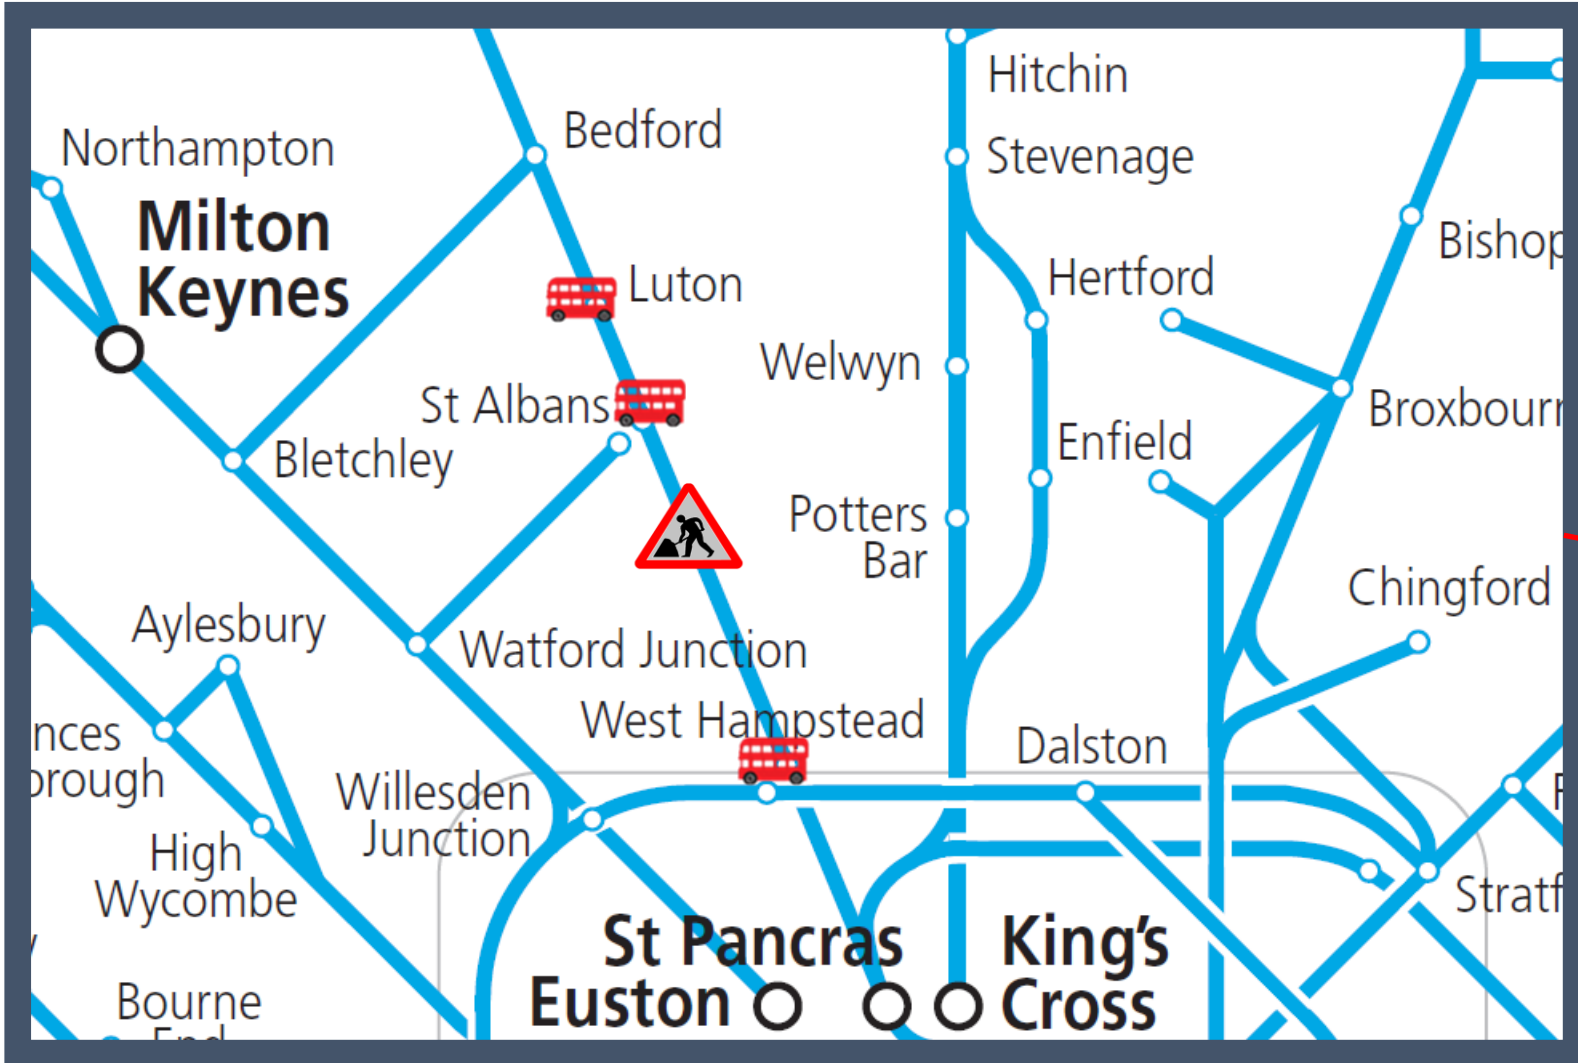 Hitchin
Bedford
Northampton
Stevenage
Milton
Keynes
Bishop
Luton
Hertford
Welwyn
St Albans
Broxbourn
Enfield
Bletchley
Potters
Bar
Chingford
Aylesbury
Watford Junction
West Hampstead
nces
orough
Dalston
Willesden
Junction
High
Wycombe
Stratf
St Pancras
King's
Euston
Cross
Bourne
End